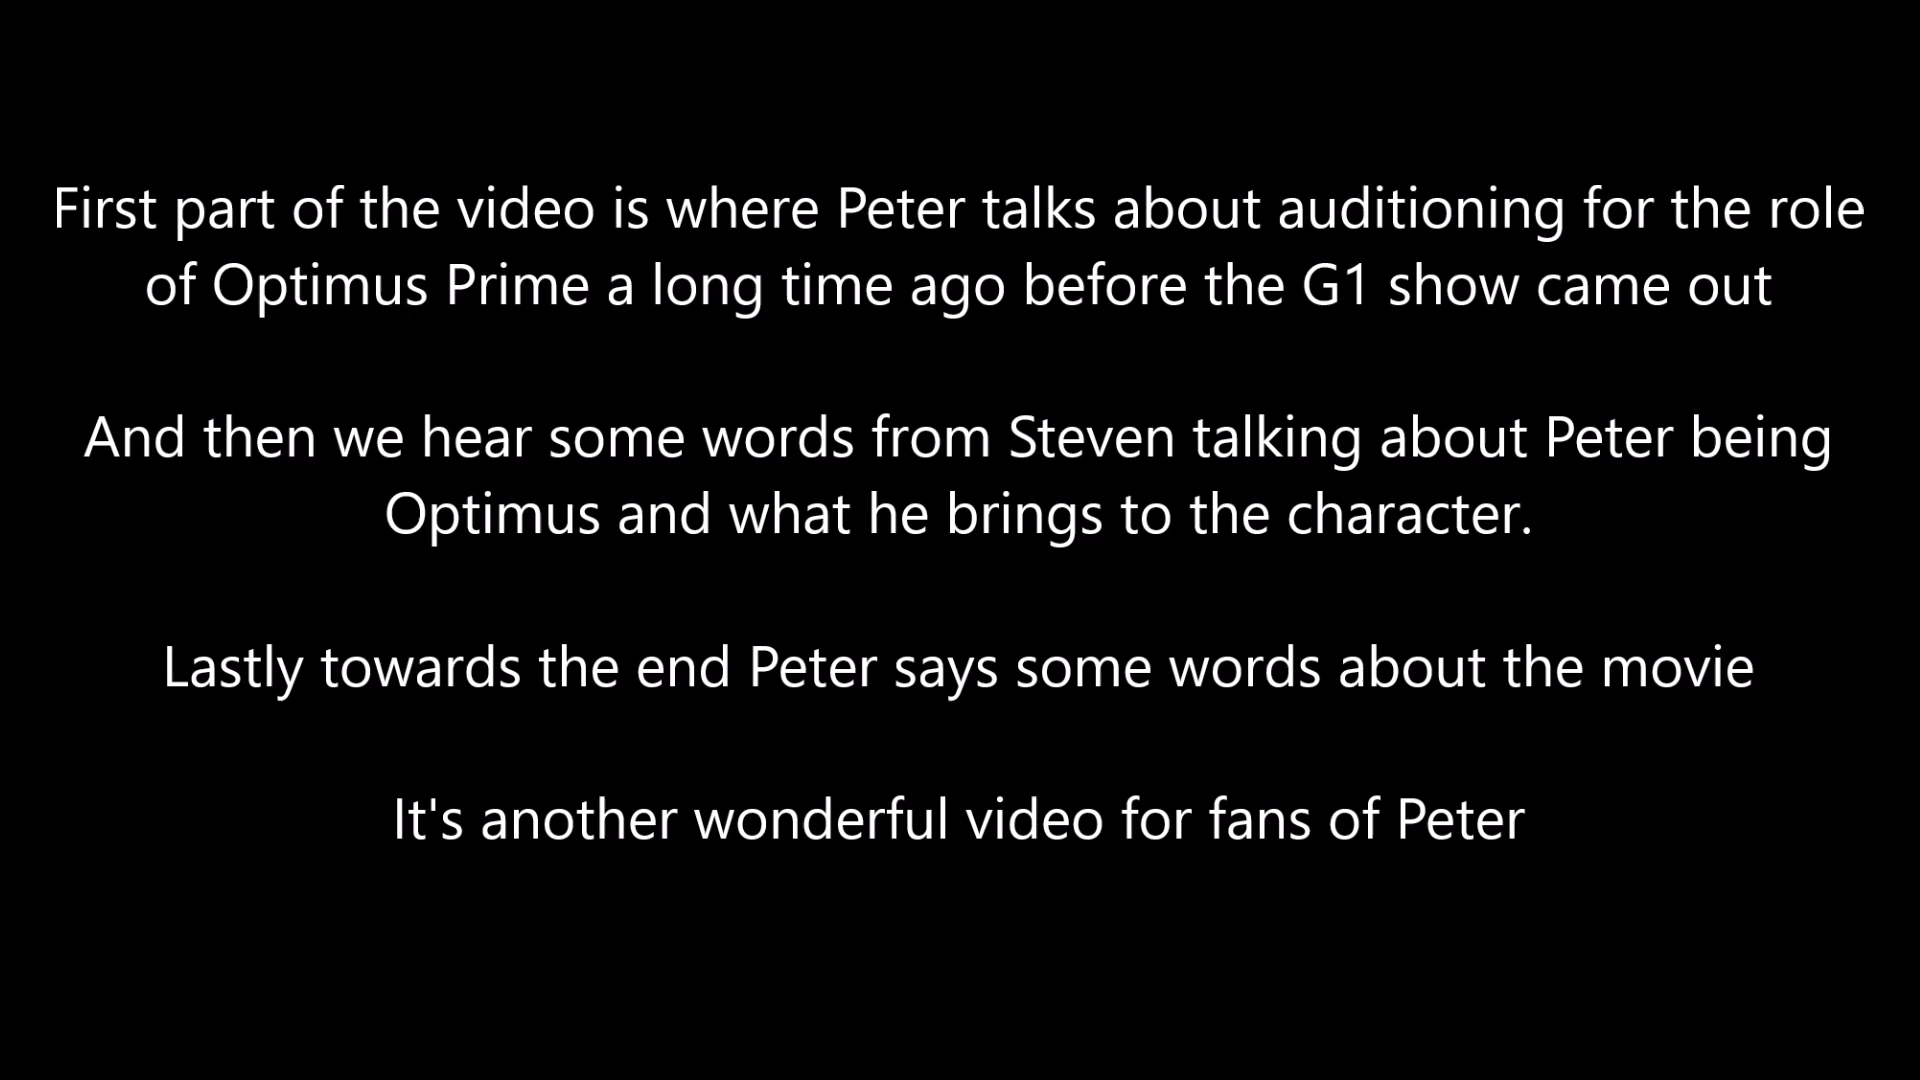 First part of the video is where Peter talks about auditioning for the role
of Optimus Prime a long time ago before the G1 show came out
And then we hear some words from Steven talking about Peter being
Optimus and what he brings to the character.
Lastly towards the end Peter says some words about the movie
It's another wonderful video for fans of Peter